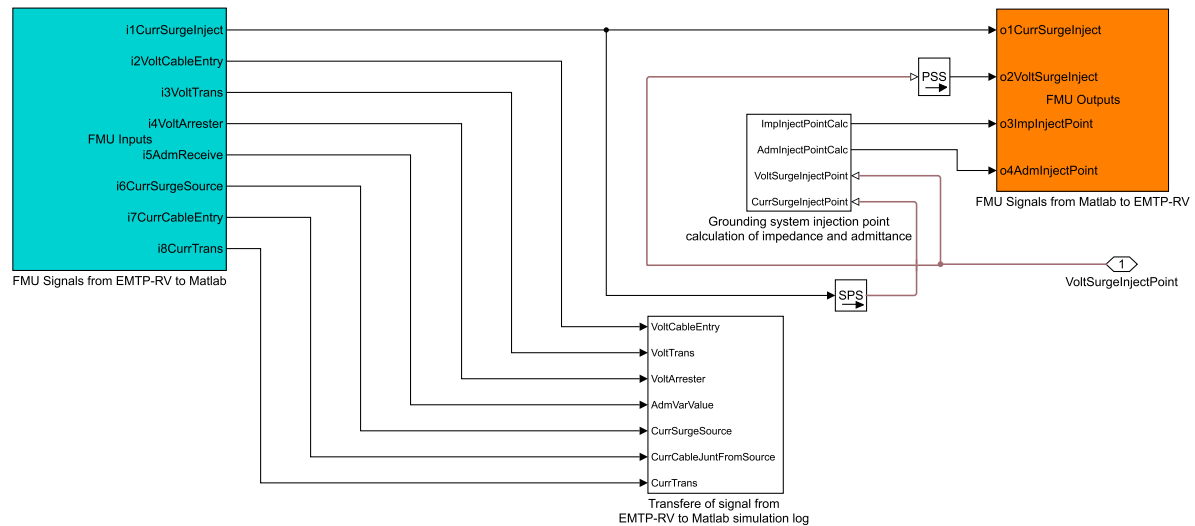 i1CurrSurgeInject
i2VoltCableEntry
i3VoltTrans
i4VoltArrester
FMU Inputs
i5AdmReceive
i6CurrSurgeSource
i7CurrCableEntry
i8CurrTrans
FMU Signals from EMTP-RV to Matlab
o1CurrSurgeInject
PSS
o2VoltSurgeInject
FMU Outputs
o3ImpInjectPoint
o4AdmInjectPoint
FMU Signals from Matlab to EMTP-RV
ImpInjectPointCalc
AdmInjectPointCalc
VoltSurgeInjectPoint
CurrSurgeInjectPoint
Grounding system injection point
calculation of impedance and admittance
1
VoltSurgeInjectPoint
SPS
VoltCableEntry
VoltTrans
VoltArrester
AdmVarValue
CurrSurgeSource
CurrCableJuntFromSource
CurrTrans
Transfere of signal from
EMTP-RV to Matlab simulation log